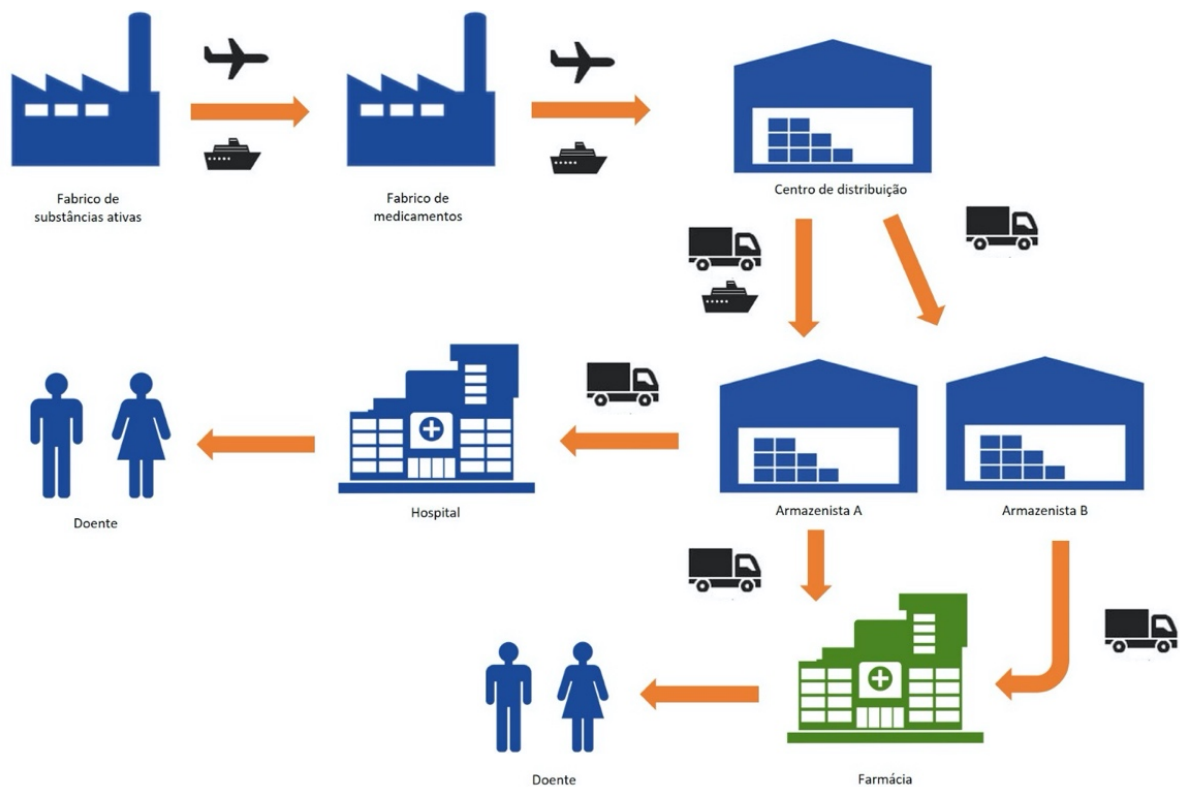 Fabrico de
substâncias ativas
Fabrico de
medicamentos
Centro de distribuição
Doente
Hospital
Armazenista A
Armazenista B
Doente
Farmácia